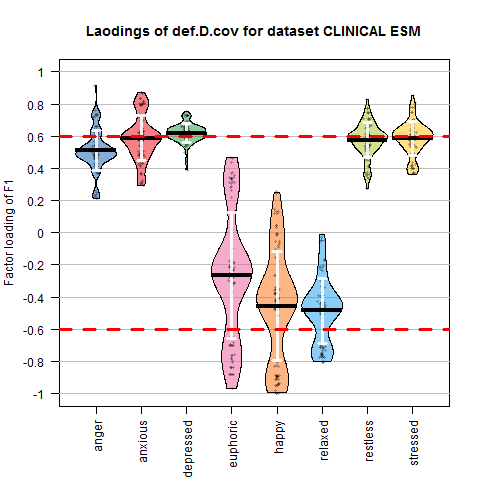 Laodings of def.D.cov for dataset CLINICAL ESM
Factor loading of F1
1
0.8
0.6
0.4
0.2
0
-0.2
-0.4
-0.6
-0.8
-1
anger
anxious
depressed
euphoric
happy
relaxed
restless
stressed